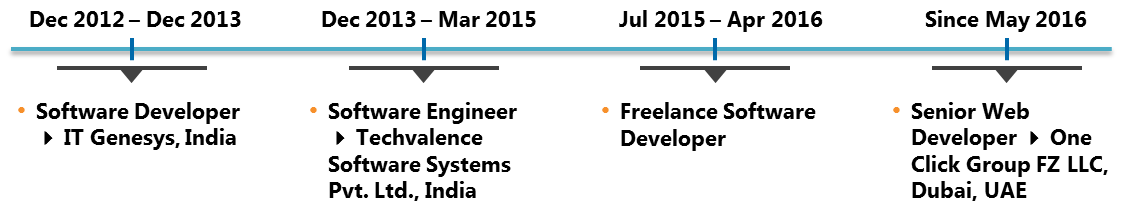 Dec 2012 – Dec 2013
Dec 2013 – Mar 2015
Jul 2015 – Apr 2016
Since May 2016
• Software Developer
IT Genesys, India
• Software Engineer
Techvalence
Software Systems
Pvt. Ltd., India
• Freelance Software
Developer
• Senior Web
Developer One
Click Group FZ LLC,
Dubai, UAE